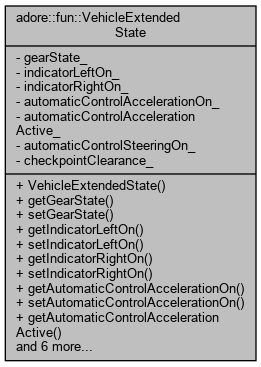 adore::fun::VehicleExtended
State
- gearState_
- indicatorLeftOn_
- indicatorRightOn_
- automaticControlAccelerationOn_
- automaticControlAcceleration
Active_
- automaticControlSteeringOn_
- checkpointClearance_
+ VehicleExtendedState()
+ getGearState()
+ setGearState()
+ getIndicatorLeftOn()
+ setIndicatorLeftOn()
+ getIndicatorRightOn()
+ setIndicatorRightOn()
+ getAutomaticControlAccelerationOn()
+ setAutomaticControlAccelerationOn()
+ getAutomaticControlAcceleration
Active()
and 6 more...